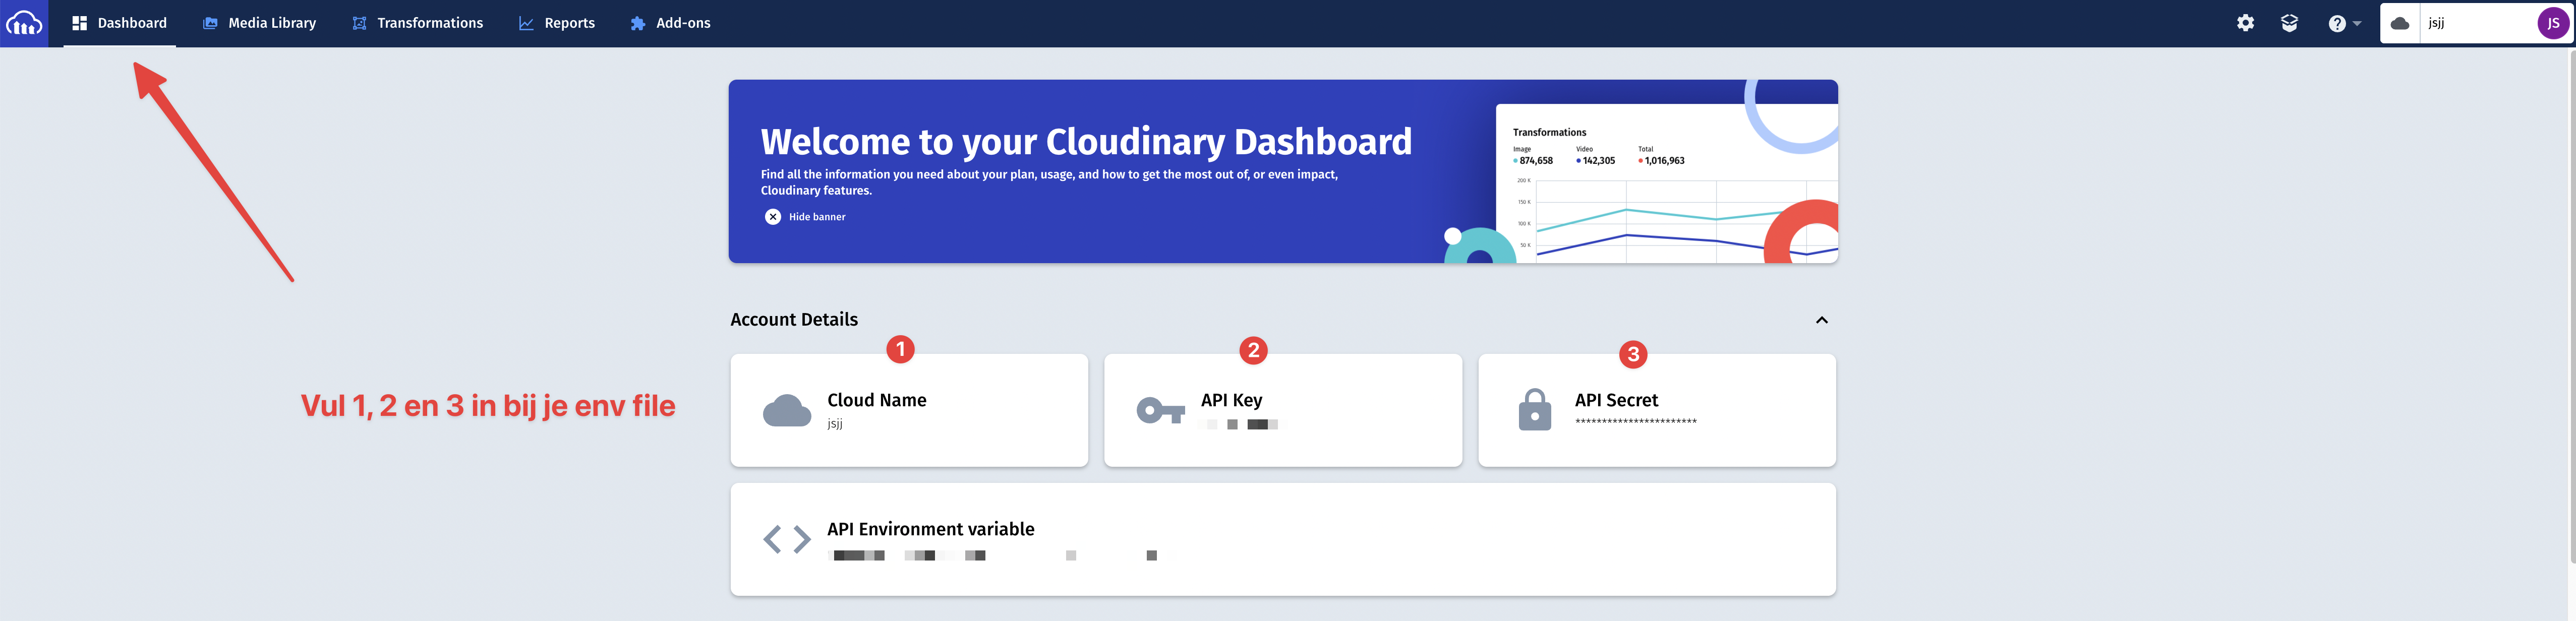 Dashboard
Media Library
Transformations
Reports
Add-ons
jsjj
JS
Welcome to your Cloudinary Dashboard
Find all the information you need about your plan, usage, and how to get the most out of, or even impact,
Cloudinary features.
Hide banner
Transformations
Image Video Total
874,658 142,305 1,016,963
200 K
150 K
100 K
50 K
Account Details
1
2
3
Vul 1, 2 en 3 in bij je env file
Cloud Name
jsjj
API Key
API Secret
***********************
API Environment variable